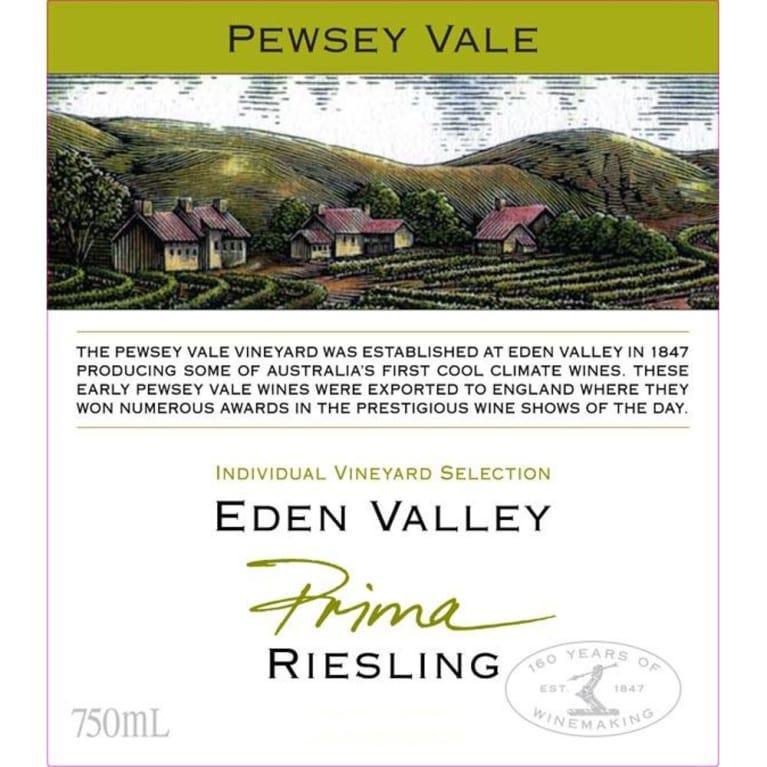 PEWSEY VALE
THE PEWSEY VALE VINEYARD WAS ESTABLISHED AT EDEN VALLEY IN 1847
PRODUCING SOME OF AUSTRALIA'S FIRST COOL CLIMATE WINES. THESE
EARLY PEWSEY VALE WINES WERE EXPORTED TO ENGLAND WHERE THEY
WON NUMEROUS AWARDS IN THE PRESTIGIOUS WINE SHOWS OF THE DAY.
INDIVIDUAL VINEYARD SELECTION
EDEN VALLEY
Prima
RIESLING
160 YEARS OF
EST. 1847
WINEMAKING
750mL